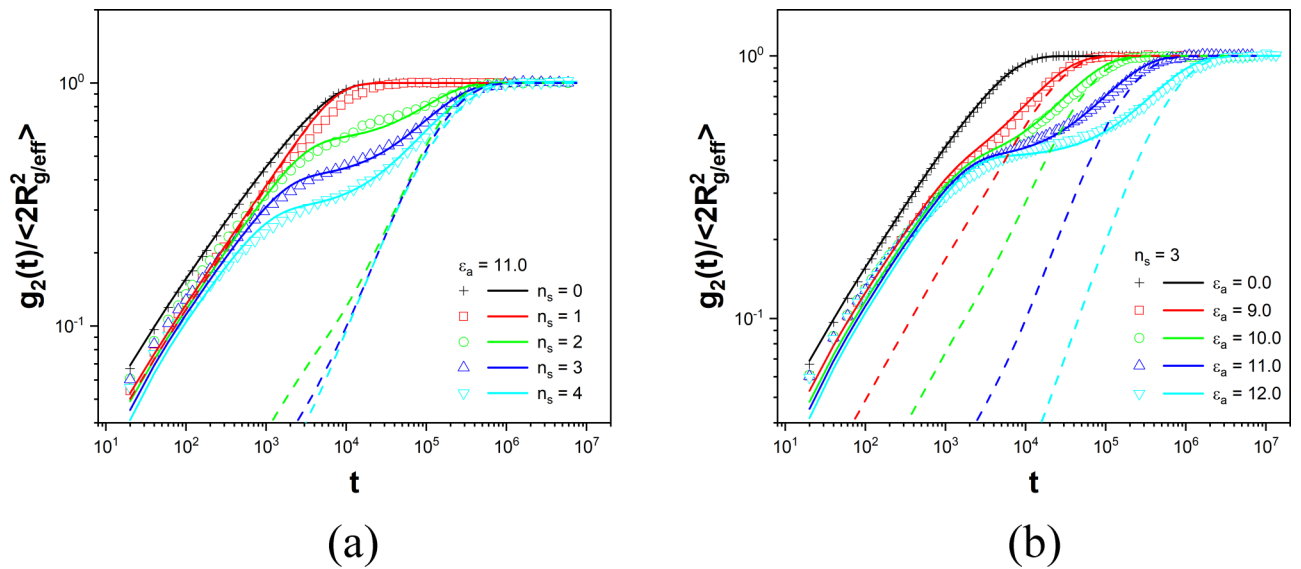 g₂(t)/<2R²g/eff>
10⁰
10⁻¹
εa = 11.0
nₛ = 0
nₛ = 1
nₛ = 2
nₛ = 3
nₛ = 4
10¹ 10² 10³ 10⁴ 10⁵ 10⁶ 10⁷
t
(a)
g₂(t)/<2R²g/eff>
10⁰
10⁻¹
nₛ = 3
εa = 0.0
εa = 9.0
εa = 10.0
εa = 11.0
εa = 12.0
10¹ 10² 10³ 10⁴ 10⁵ 10⁶ 10⁷
t
(b)